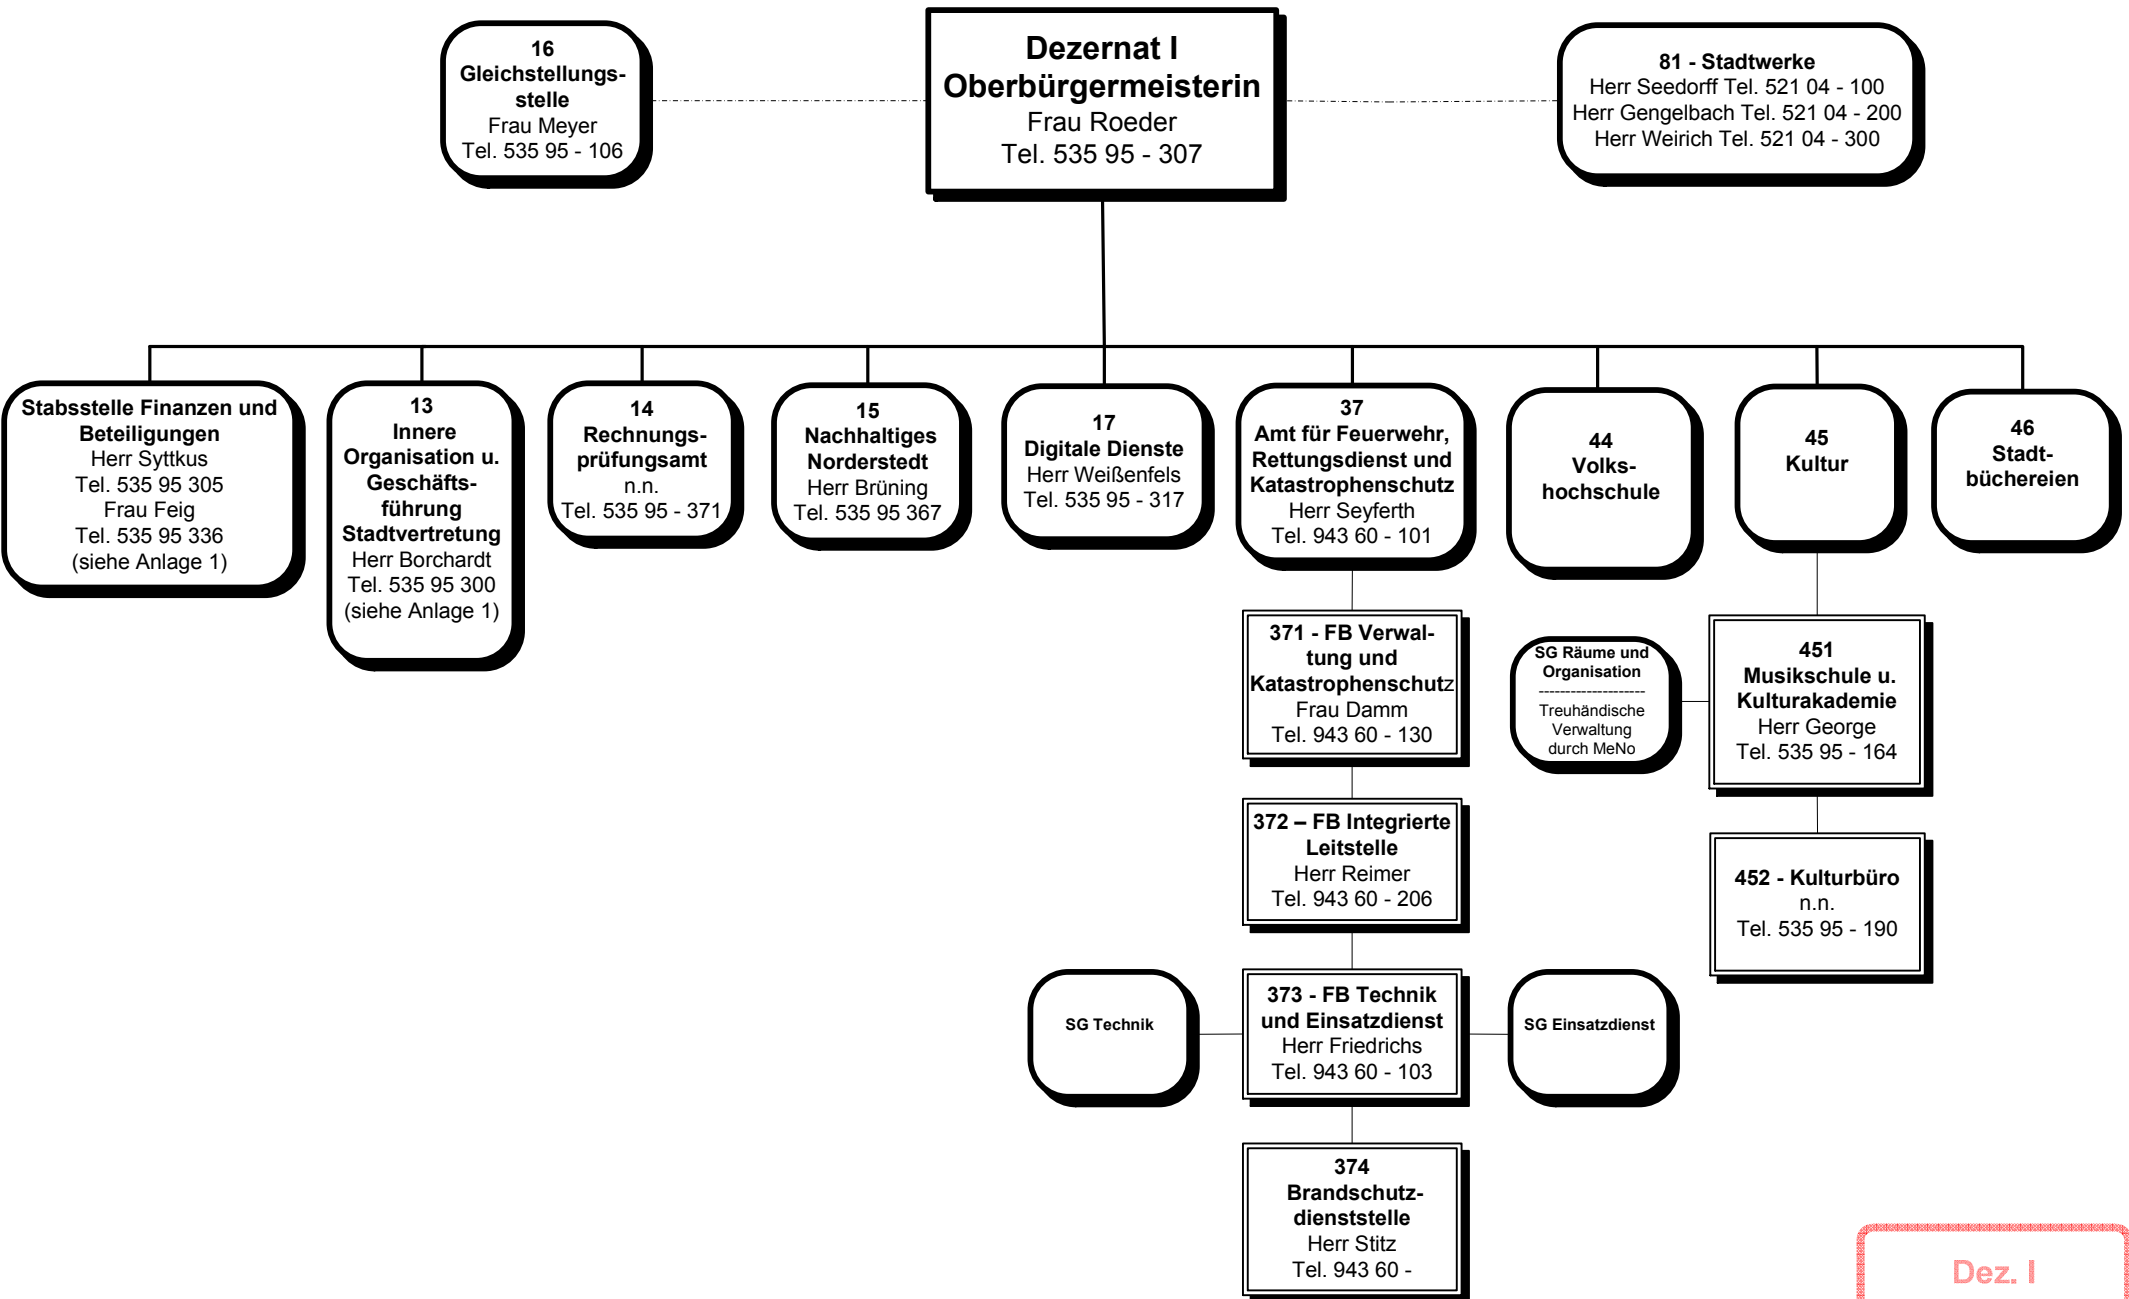 16
Gleichstellungs-
stelle
Frau Meyer
Tel. 535 95 - 106
Dezernat I
Oberbürgermeisterin
Frau Roeder
Tel. 535 95 - 307
81 - Stadtwerke
Herr Seedorff Tel. 521 04 - 100
Herr Gengelbach Tel. 521 04 - 200
Herr Weirich Tel. 521 04 - 300
Stabsstelle Finanzen und
Beteiligungen
Herr Syttkus
Tel. 535 95 305
Frau Feig
Tel. 535 95 336
(siehe Anlage 1)
13
Innere
Organisation u.
Geschäfts-
führung
Stadtvertretung
Herr Borchardt
Tel. 535 95 300
(siehe Anlage 1)
14
Rechnungs-
prüfungsamt
n.n.
Tel. 535 95 - 371
15
Nachhaltiges
Norderstedt
Herr Brüning
Tel. 535 95 367
17
Digitale Dienste
Herr Weißenfels
Tel. 535 95 - 317
37
Amt für Feuerwehr,
Rettungsdienst und
Katastrophenschutz
Herr Seyferth
Tel. 943 60 - 101
44
Volks-
hochschule
45
Kultur
46
Stadt-
büchereien
371 - FB Verwal-
tung und
Katastrophenschutz
Frau Damm
Tel. 943 60 - 130
SG Räume und
Organisation
--------------------
Treuhändische
Verwaltung
durch MeNo
451
Musikschule u.
Kulturakademie
Herr George
Tel. 535 95 - 164
372 – FB Integrierte
Leitstelle
Herr Reimer
Tel. 943 60 - 206
452 - Kulturbüro
n.n.
Tel. 535 95 - 190
SG Technik
373 - FB Technik
und Einsatzdienst
Herr Friedrichs
Tel. 943 60 - 103
SG Einsatzdienst
374
Brandschutz-
dienststelle
Herr Stitz
Tel. 943 60 -
Dez. I